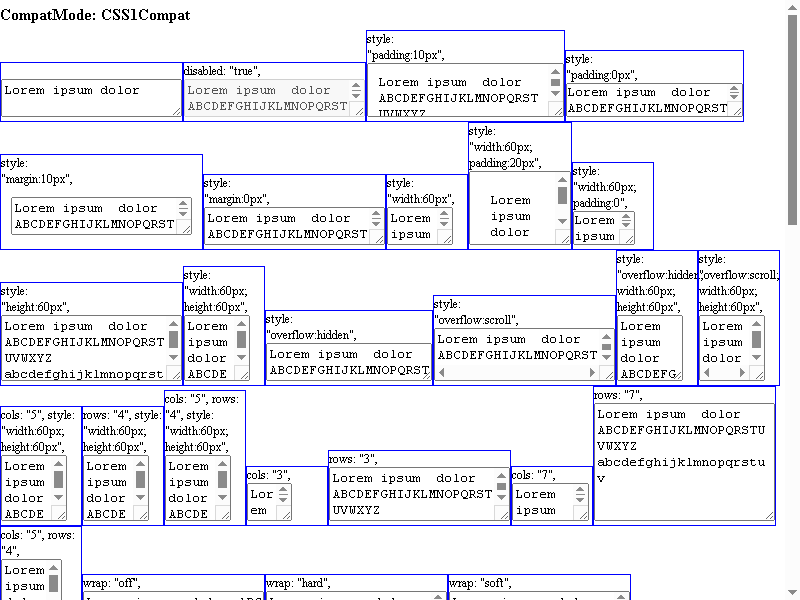 CompatMode: CSS1Compat
Lorem ipsum dolor
disabled: "true",
Lorem ipsum dolor
ABCDEFGHIJKLMNOPQRST
style:
"padding:10px",
Lorem ipsum dolor
ABCDEFGHIJKLMNOPQRST
UVWXYZ
style:
"padding:0px",
Lorem ipsum dolor
ABCDEFGHIJKLMNOPQRST
style:
"margin:10px",
Lorem ipsum dolor
ABCDEFGHIJKLMNOPQRST
style:
"margin:0px",
Lorem ipsum dolor
ABCDEFGHIJKLMNOPQRST
style:
"width:60px",
Lorem
ipsum
style:
"width:60px;
padding:20px",
Lorem
ipsum
dolor
style:
"width:60px;
padding:0",
Lorem
ipsum
style:
"height:60px",
Lorem ipsum dolor
ABCDEFGHIJKLMNOPQRST
UVWXYZ
abcdefghijklmnopqrst
style:
"width:60px;
height:60px",
Lorem
ipsum
dolor
ABCDE
style:
"overflow:hidden",
Lorem ipsum dolor
ABCDEFGHIJKLMNOPQRST
style:
"overflow:scroll",
Lorem ipsum dolor
ABCDEFGHIJKLMNOPQRST
style:
"overflow:hidden;
width:60px;
height:60px",
Lorem
ipsum
dolor
ABCDEFG
style:
"overflow:scroll;
width:60px;
height:60px",
Lorem
ipsum
dolor
cols: "5", style:
"width:60px;
height:60px",
Lorem
ipsum
dolor
ABCDE
rows: "4", style:
"width:60px;
height:60px",
Lorem
ipsum
dolor
ABCDE
cols: "5", rows:
"4", style:
"width:60px;
height:60px",
Lorem
ipsum
dolor
ABCDE
cols: "3",
Lor
em
rows: "3",
Lorem ipsum dolor
ABCDEFGHIJKLMNOPQRST
UVWXYZ
cols: "7",
Lorem
ipsum
rows: "7",
Lorem ipsum dolor
ABCDEFGHIJKLMNOPQRSTU
VWXYZ
abcdefghijklmnopqrstu
v
cols: "5", rows:
"4",
Lorem
ipsum
wrap: "off",
wrap: "hard",
wrap: "soft",